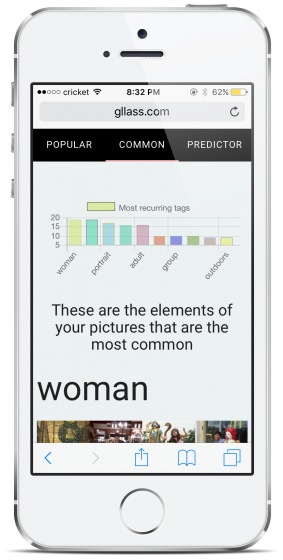 cricket 8:32 PM 62%
gllass.com
POPULAR COMMON PREDICTOR
Most recurring tags
20
15
10
5
woman portrait adult group outdoors
These are the elements of
your pictures that are the
most common
woman